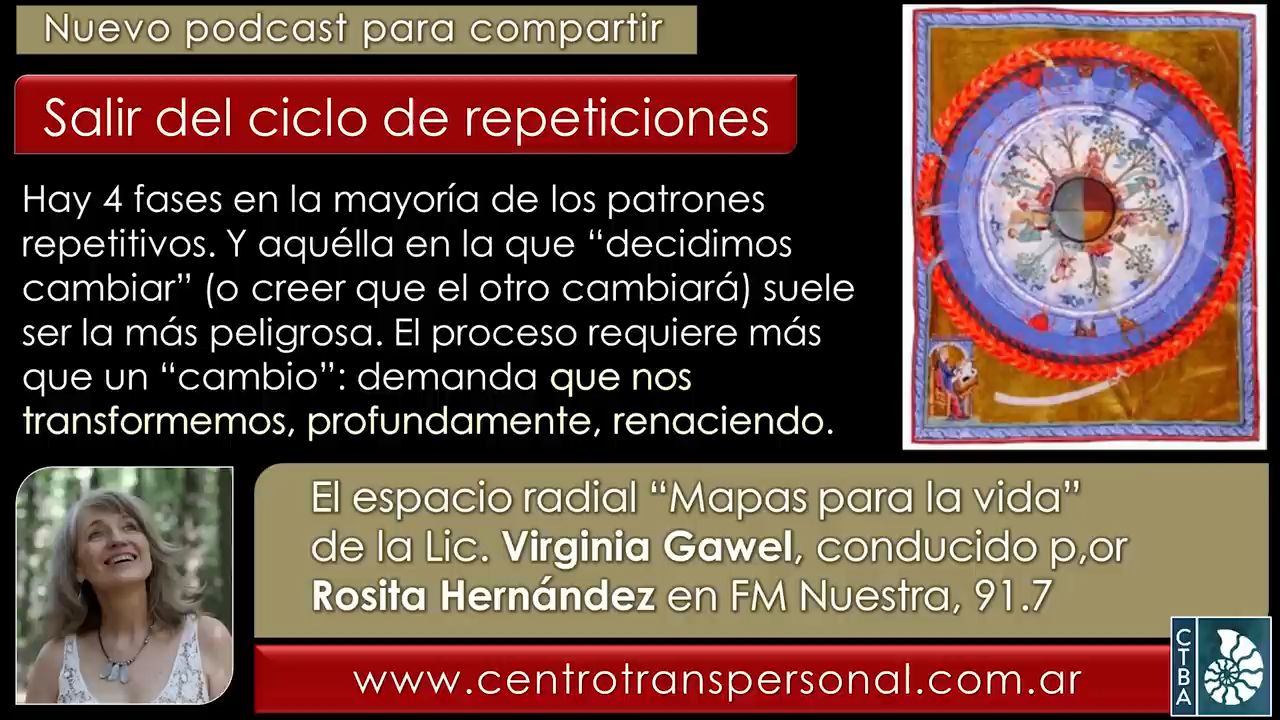 Nuevo podcast para compartir
Salir del ciclo de repeticiones
Hay 4 fases en la mayoría de los patrones
repetitivos. Y aquélla en la que “decidimos
cambiar” (o creer que el otro cambiará) suele
ser la más peligrosa. El proceso requiere más
que un “cambio”: demanda que nos
transformemos, profundamente, renaciendo.
El espacio radial “Mapas para la vida”
de la Lic. Virginia Gawel, conducido p,or
Rosita Hernández en FM Nuestra, 91.7
www.centrotranspersonal.com.ar
CTBA